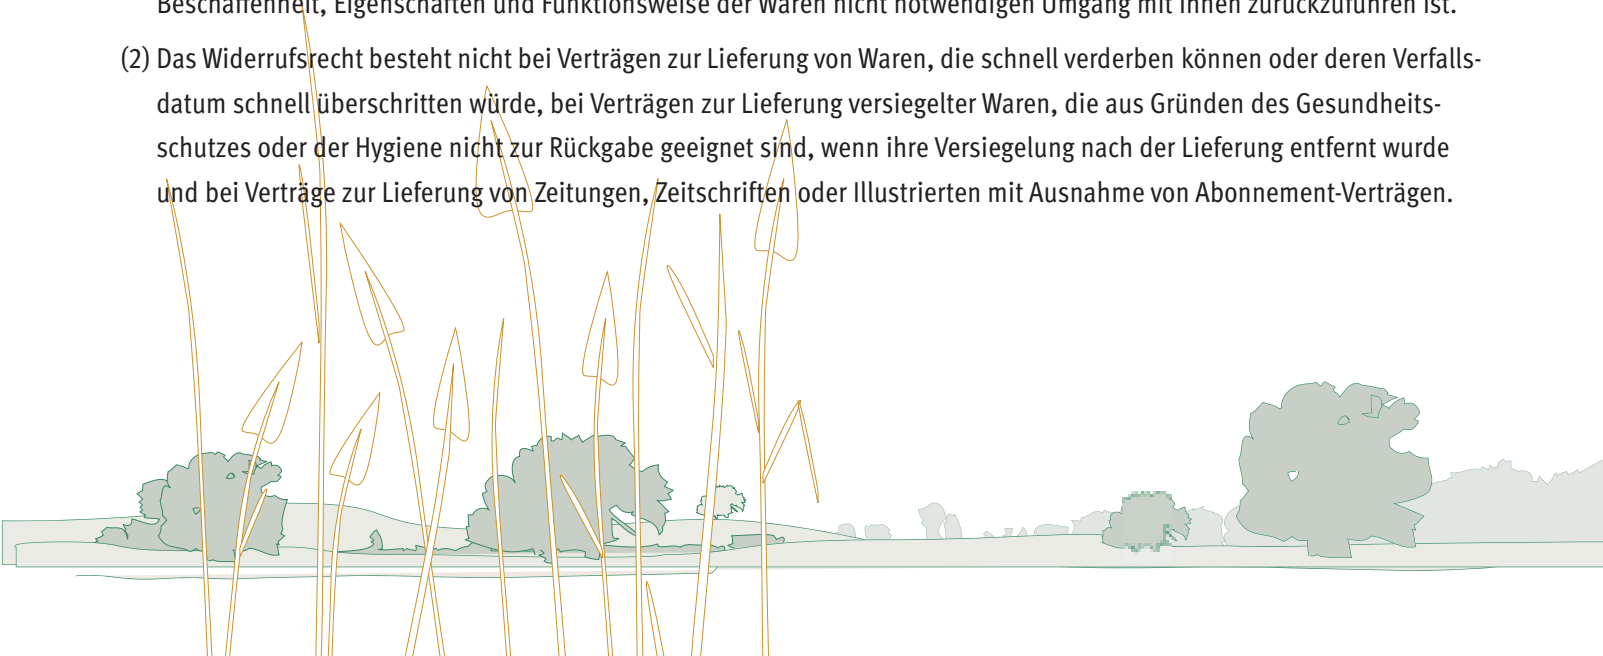 Beschaffenheit, Eigenschaften und Funktionsweise der Waren nicht notwendigen Umgang mit ihnen zurückzuführen ist.
(2) Das Widerrufsrecht besteht nicht bei Verträgen zur Lieferung von Waren, die schnell verderben können oder deren Verfalls-
datum schnell überschritten würde, bei Verträgen zur Lieferung versiegelter Waren, die aus Gründen des Gesundheits-
schutzes oder der Hygiene nicht zur Rückgabe geeignet sind, wenn ihre Versiegelung nach der Lieferung entfernt wurde
und bei Verträge zur Lieferung von Zeitungen, Zeitschriften oder Illustrierten mit Ausnahme von Abonnement-Verträgen.